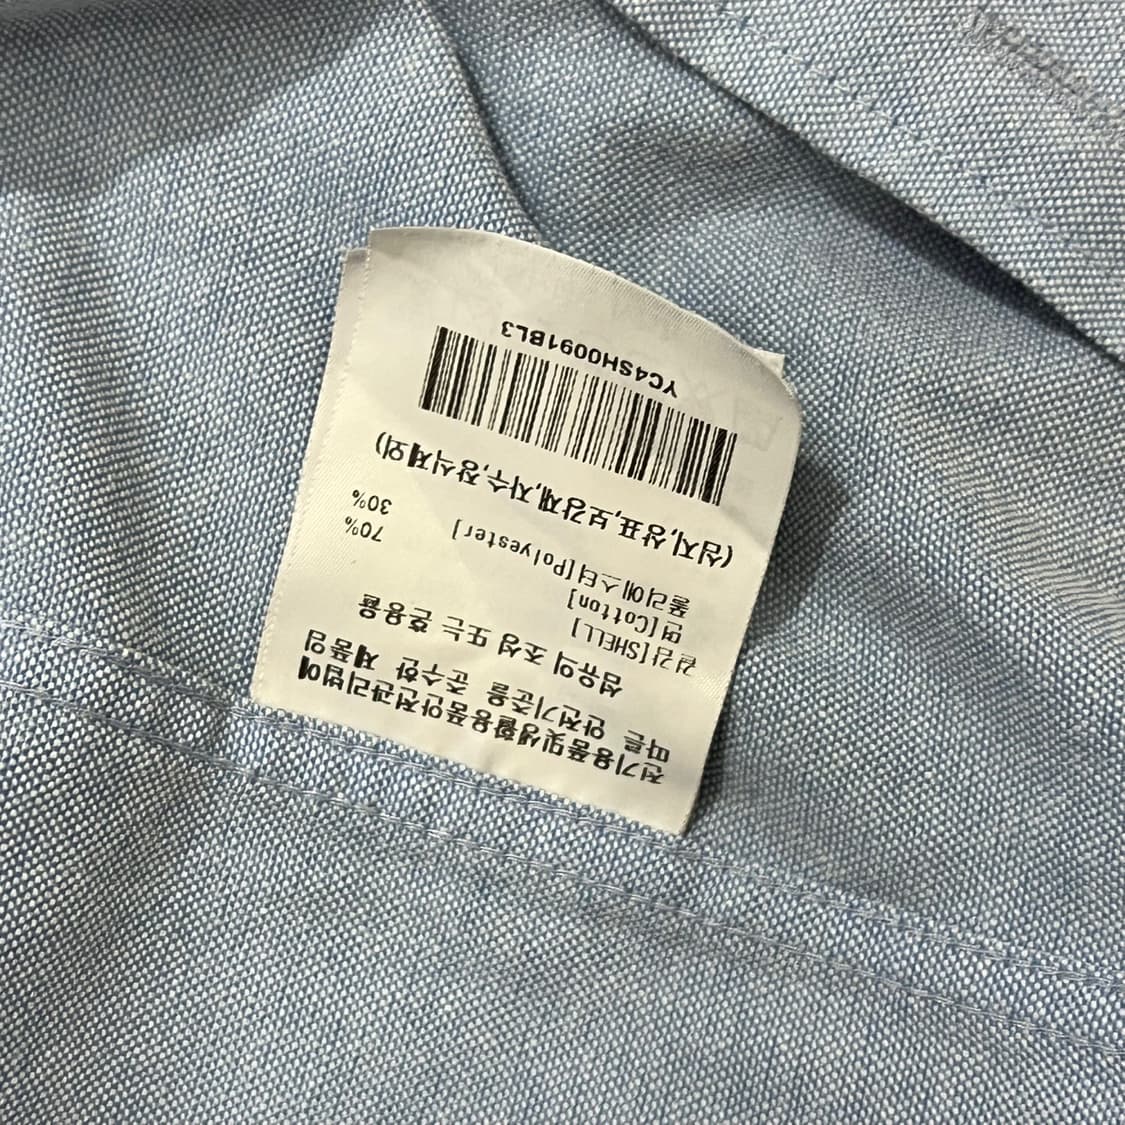 전기용품및생활용품안전관리법에
따른 안전기준을 준수한 제품임
섬유의 조성 또는 혼용율
겉감[SHELL]
면[Cotton] 70%
폴리에스터[Polyester] 30%
(심지,상표,보강재,자수,장식제외)
YC4SH0091BL3